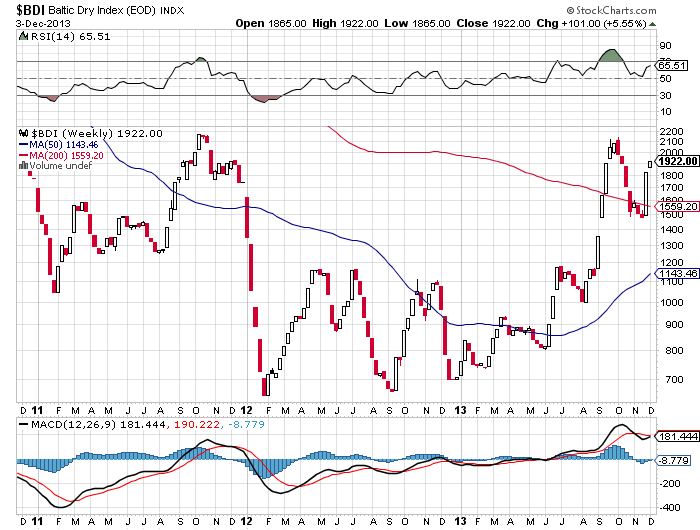 $BDI Baltic Dry Index (EOD) INDX © StockCharts.com
3-Dec-2013 Open 1865.00 High 1922.00 Low 1865.00 Close 1922.00 Chg +101.00 (+5.55%)
RSI(14) 65.51
90
70
65.51
50
30
10
$BDI (Weekly) 1922.00
MA(50) 1143.46
MA(200) 1559.20
Volume undef
2200
2100
2000
1922.00
1800
1700
1600
1559.20
1500
1400
1300
1200
1143.46
1100
1000
900
800
700
D 11 F M A M J J A S O N D 12 F M A M J J A S O N D 13 F M A M J J A S O N D
MACD(12,26,9) 181.444, 190.222, -8.779
181.444
-8.779
-200
-400
D 11 F M A M J J A S O N D 12 F M A M J J A S O N D 13 F M A M J J A S O N D